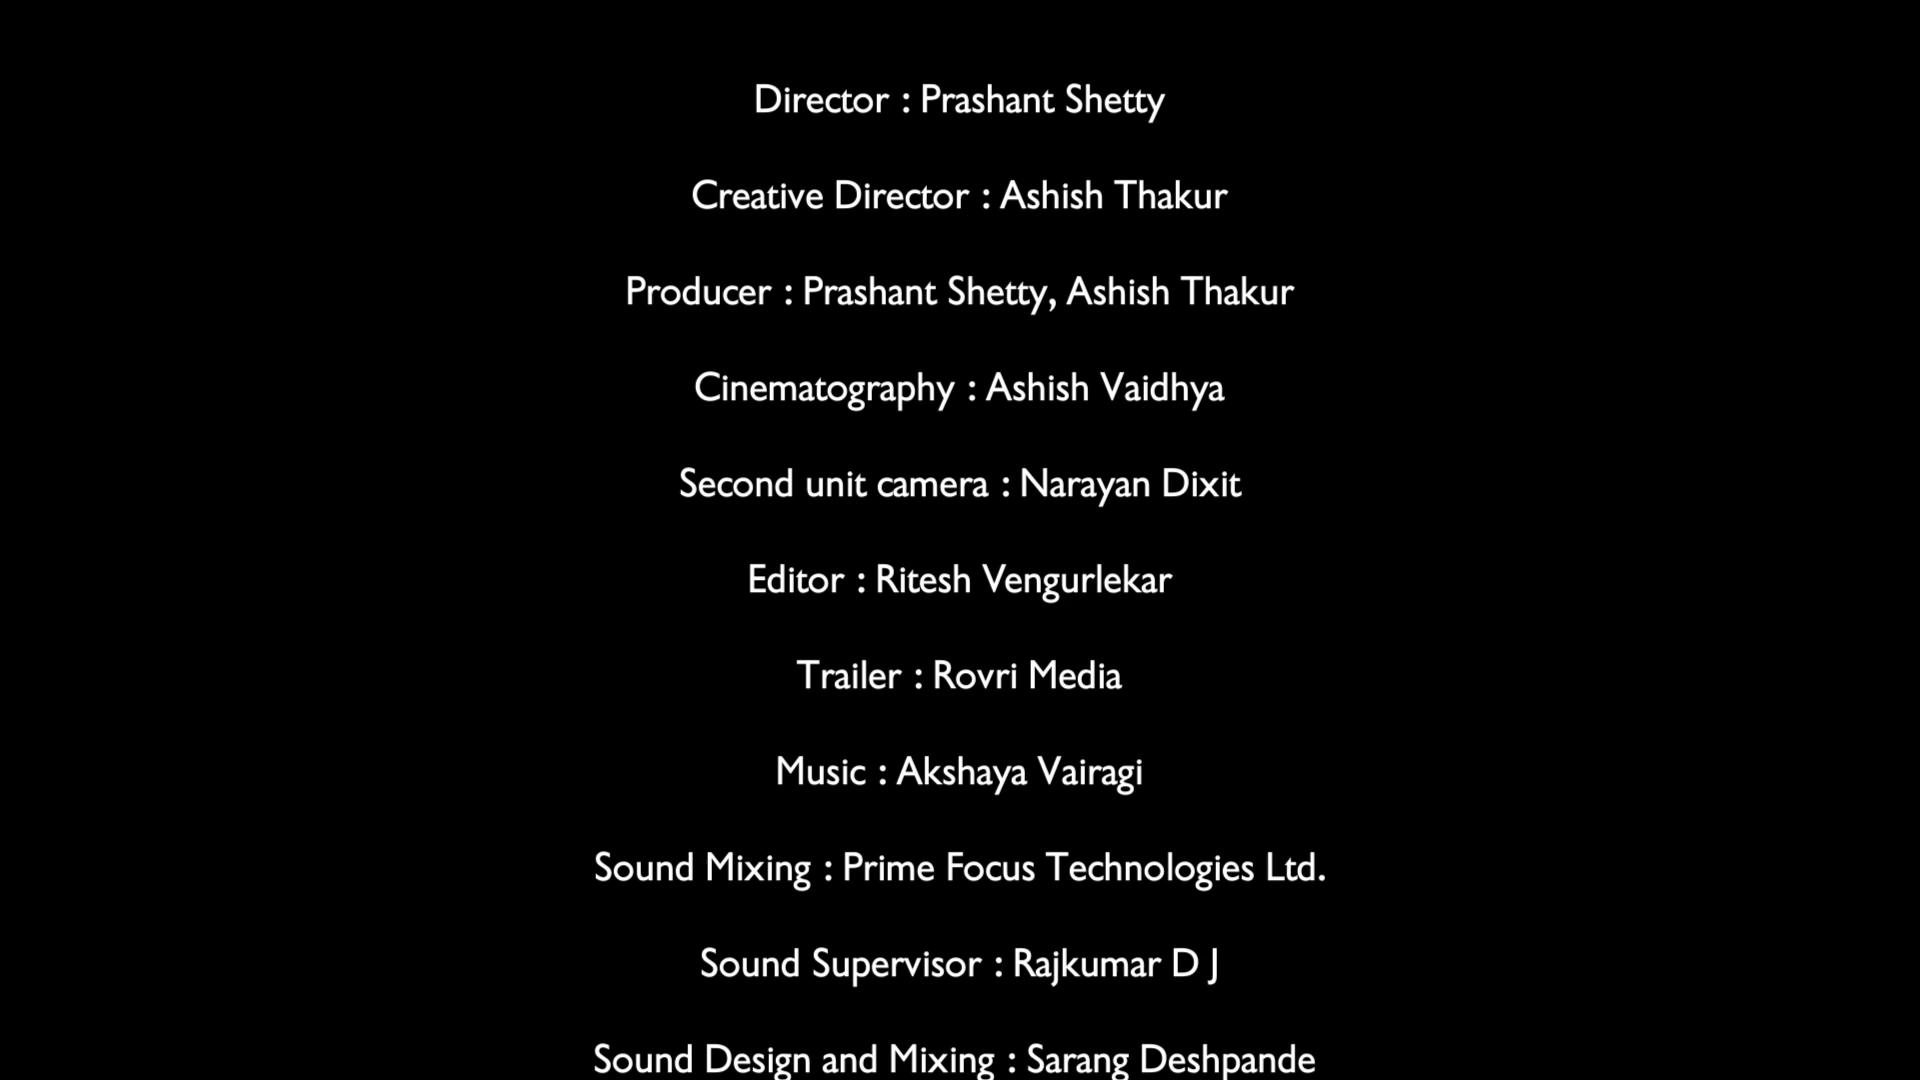 Director : Prashant Shetty
Creative Director : Ashish Thakur
Producer : Prashant Shetty, Ashish Thakur
Cinematography : Ashish Vaidhya
Second unit camera : Narayan Dixit
Editor : Ritesh Vengurlekar
Trailer : Rovri Media
Music : Akshaya Vairagi
Sound Mixing : Prime Focus Technologies Ltd.
Sound Supervisor : Rajkumar D J
Sound Design and Mixing : Sarang Deshpande